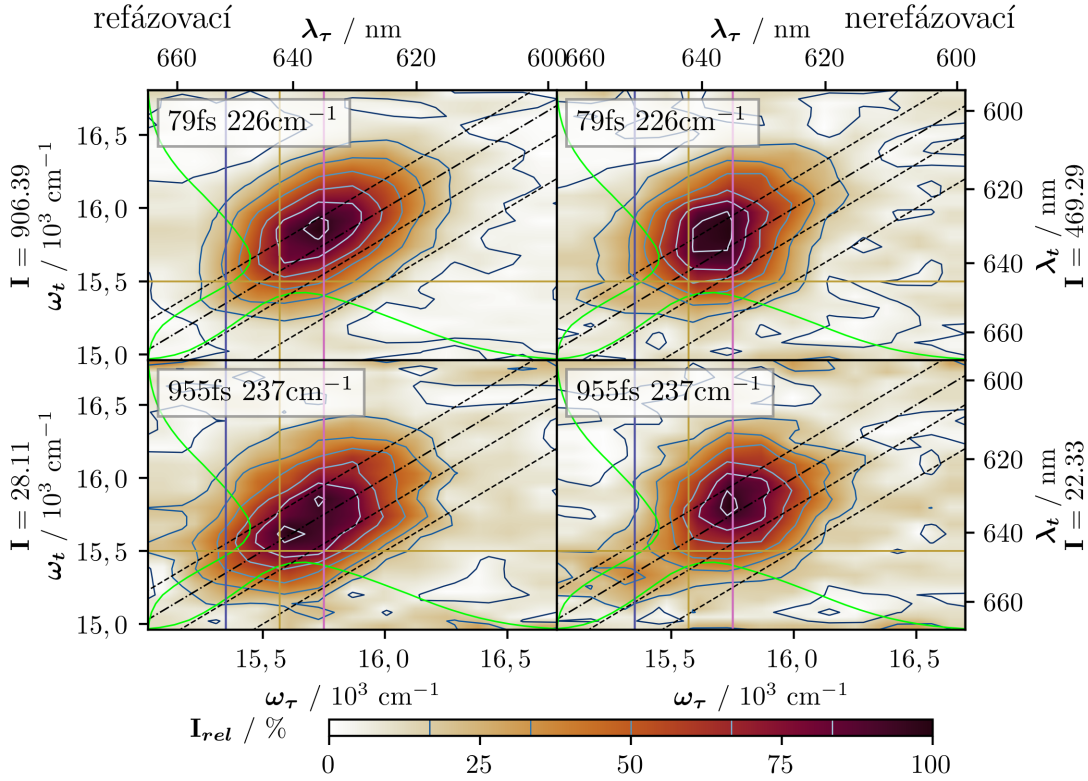 refázovací
nerefázovací
λτ / nm
λτ / nm
660 640 620 600
660 640 620 600
79fs 226cm⁻¹
79fs 226cm⁻¹
I = 906.39
ωt / 10³ cm⁻¹
16,5
16,0
15,5
15,0
600
620
640
660
λt / nm
I = 469.29
955fs 237cm⁻¹
955fs 237cm⁻¹
I = 28.11
ωt / 10³ cm⁻¹
16,5
16,0
15,5
15,0
600
620
640
660
λt / nm
I = 22.33
15,5 16,0 16,5
15,5 16,0 16,5
ωτ / 10³ cm⁻¹
ωτ / 10³ cm⁻¹
Irel / %
0 25 50 75 100